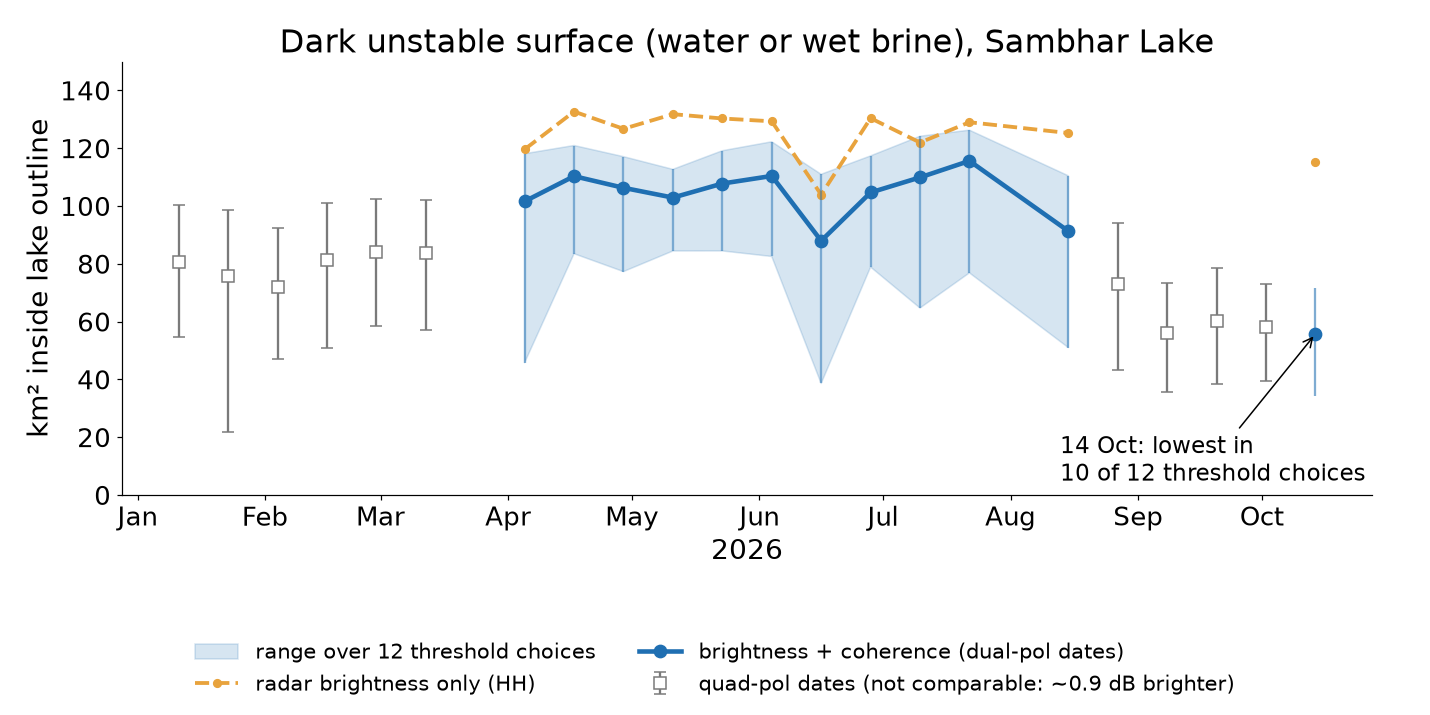 Dark unstable surface (water or wet brine), Sambhar Lake
km² inside lake outline
140
120
100
80
60
40
20
0
14 Oct: lowest in
10 of 12 threshold choices
Jan Feb Mar Apr May Jun Jul Aug Sep Oct
2026
range over 12 threshold choices
radar brightness only (HH)
brightness + coherence (dual-pol dates)
quad-pol dates (not comparable: ~0.9 dB brighter)